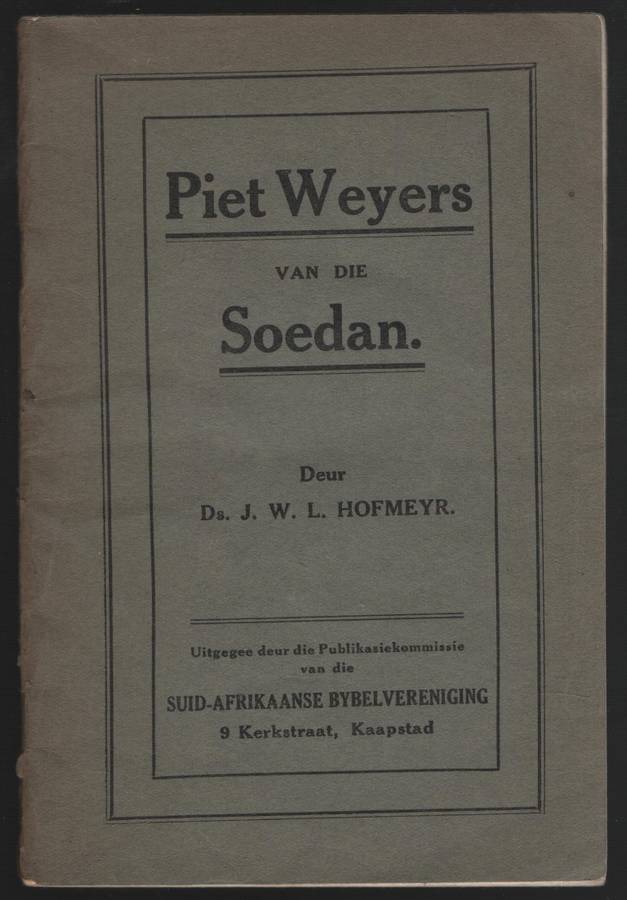 Piet Weyers
VAN DIE
Soedan.
Deur
Ds. J. W. L. HOFMEYR.
Uitgegee deur die Publikasiekommissie
van die
SUID-AFRIKAANSE BYBELVERENIGING
9 Kerkstraat, Kaapstad